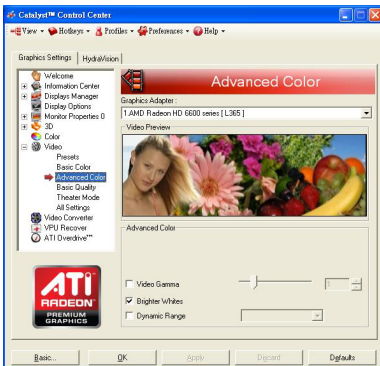 Catalyst™ Control Center
View Hotkeys Profiles Preferences Help
Graphics Settings HydraVision
Welcome
Information Center
Displays Manager
Display Options
Monitor Properties 0
3D
Color
Video
Presets
Basic Color
Advanced Color
Basic Quality
Theater Mode
All Settings
Video Converter
VPU Recover
ATI Overdrive™
ATI
RADEON
PREMIUM
GRAPHICS
Advanced Color
Graphics Adapter :
1.AMD Radeon HD 6600 series [ L365 ]
Video Preview
Advanced Color
Video Gamma 1
Brighter Whites
Dynamic Range
Basic... OK Apply Discard Defaults